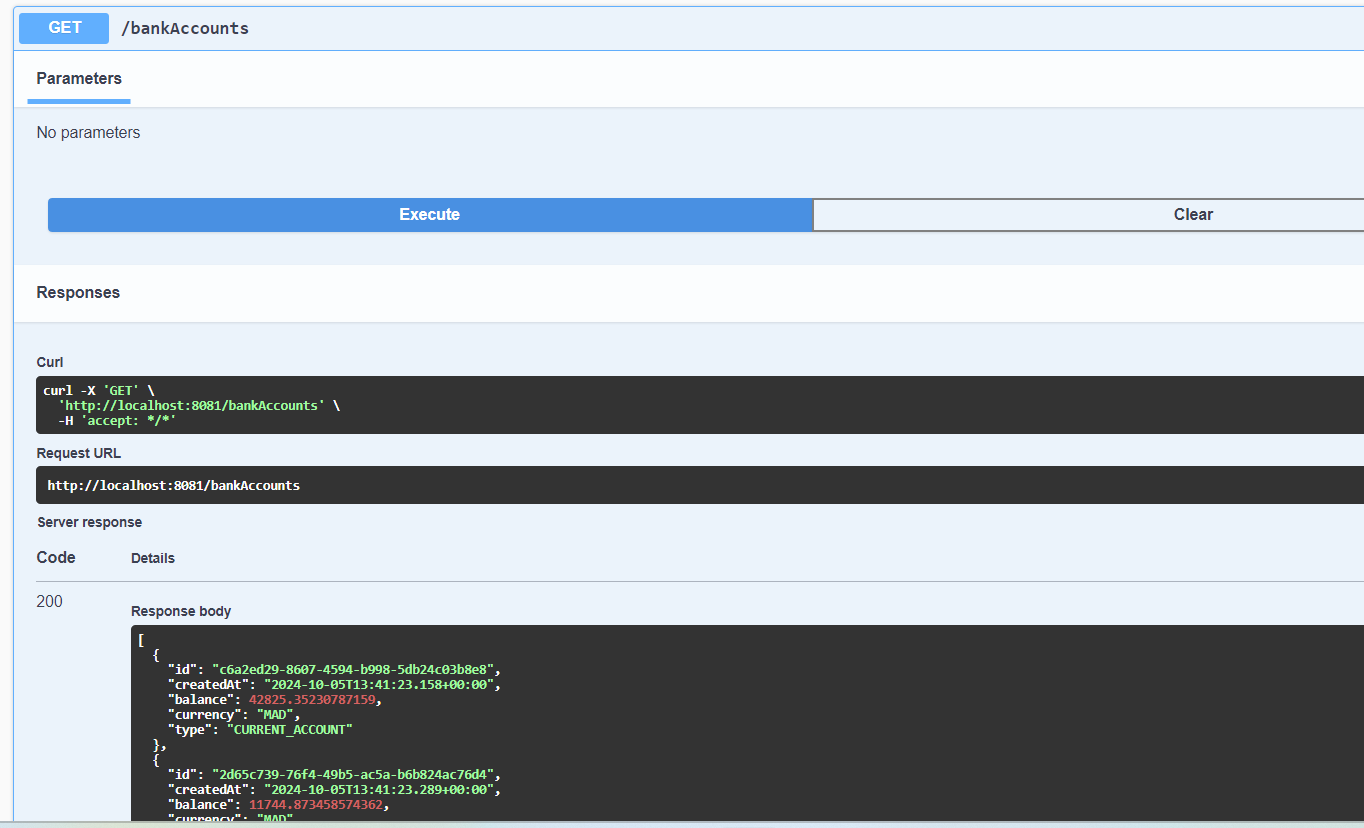 GET /bankAccounts
Parameters
No parameters
Execute Clear
Responses
Curl
curl -X 'GET' \
  'http://localhost:8081/bankAccounts' \
  -H 'accept: */*'
Request URL
http://localhost:8081/bankAccounts
Server response
Code Details
200
Response body
[
  {
    "id": "c6a2ed29-8607-4594-b998-5db24c03b8e8",
    "createdAt": "2024-10-05T13:41:23.158+00:00",
    "balance": 42825.35230787159,
    "currency": "MAD",
    "type": "CURRENT_ACCOUNT"
  },
  {
    "id": "2d65c739-76f4-49b5-ac5a-b6b824ac76d4",
    "createdAt": "2024-10-05T13:41:23.289+00:00",
    "balance": 11744.873458574362,
    "currency": "MAD"